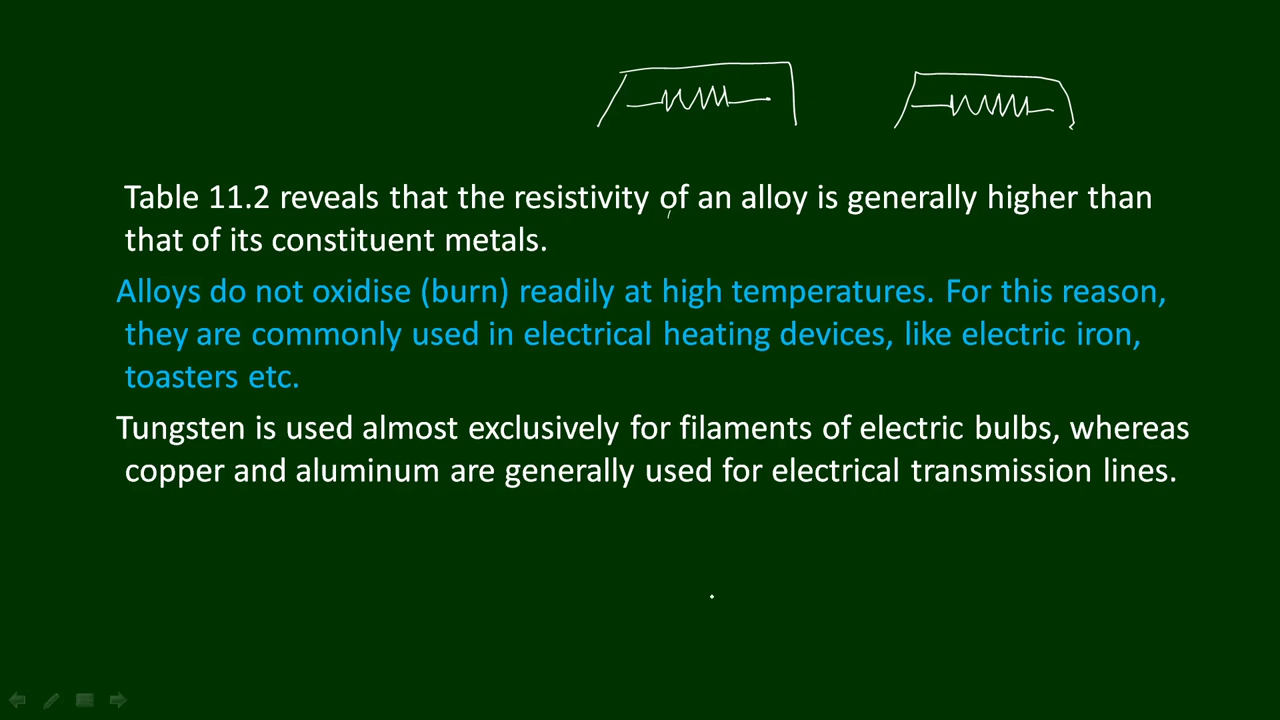 Table 11.2 reveals that the resistivity of an alloy is generally higher than
that of its constituent metals.
Alloys do not oxidise (burn) readily at high temperatures. For this reason,
they are commonly used in electrical heating devices, like electric iron,
toasters etc.
Tungsten is used almost exclusively for filaments of electric bulbs, whereas
copper and aluminum are generally used for electrical transmission lines.